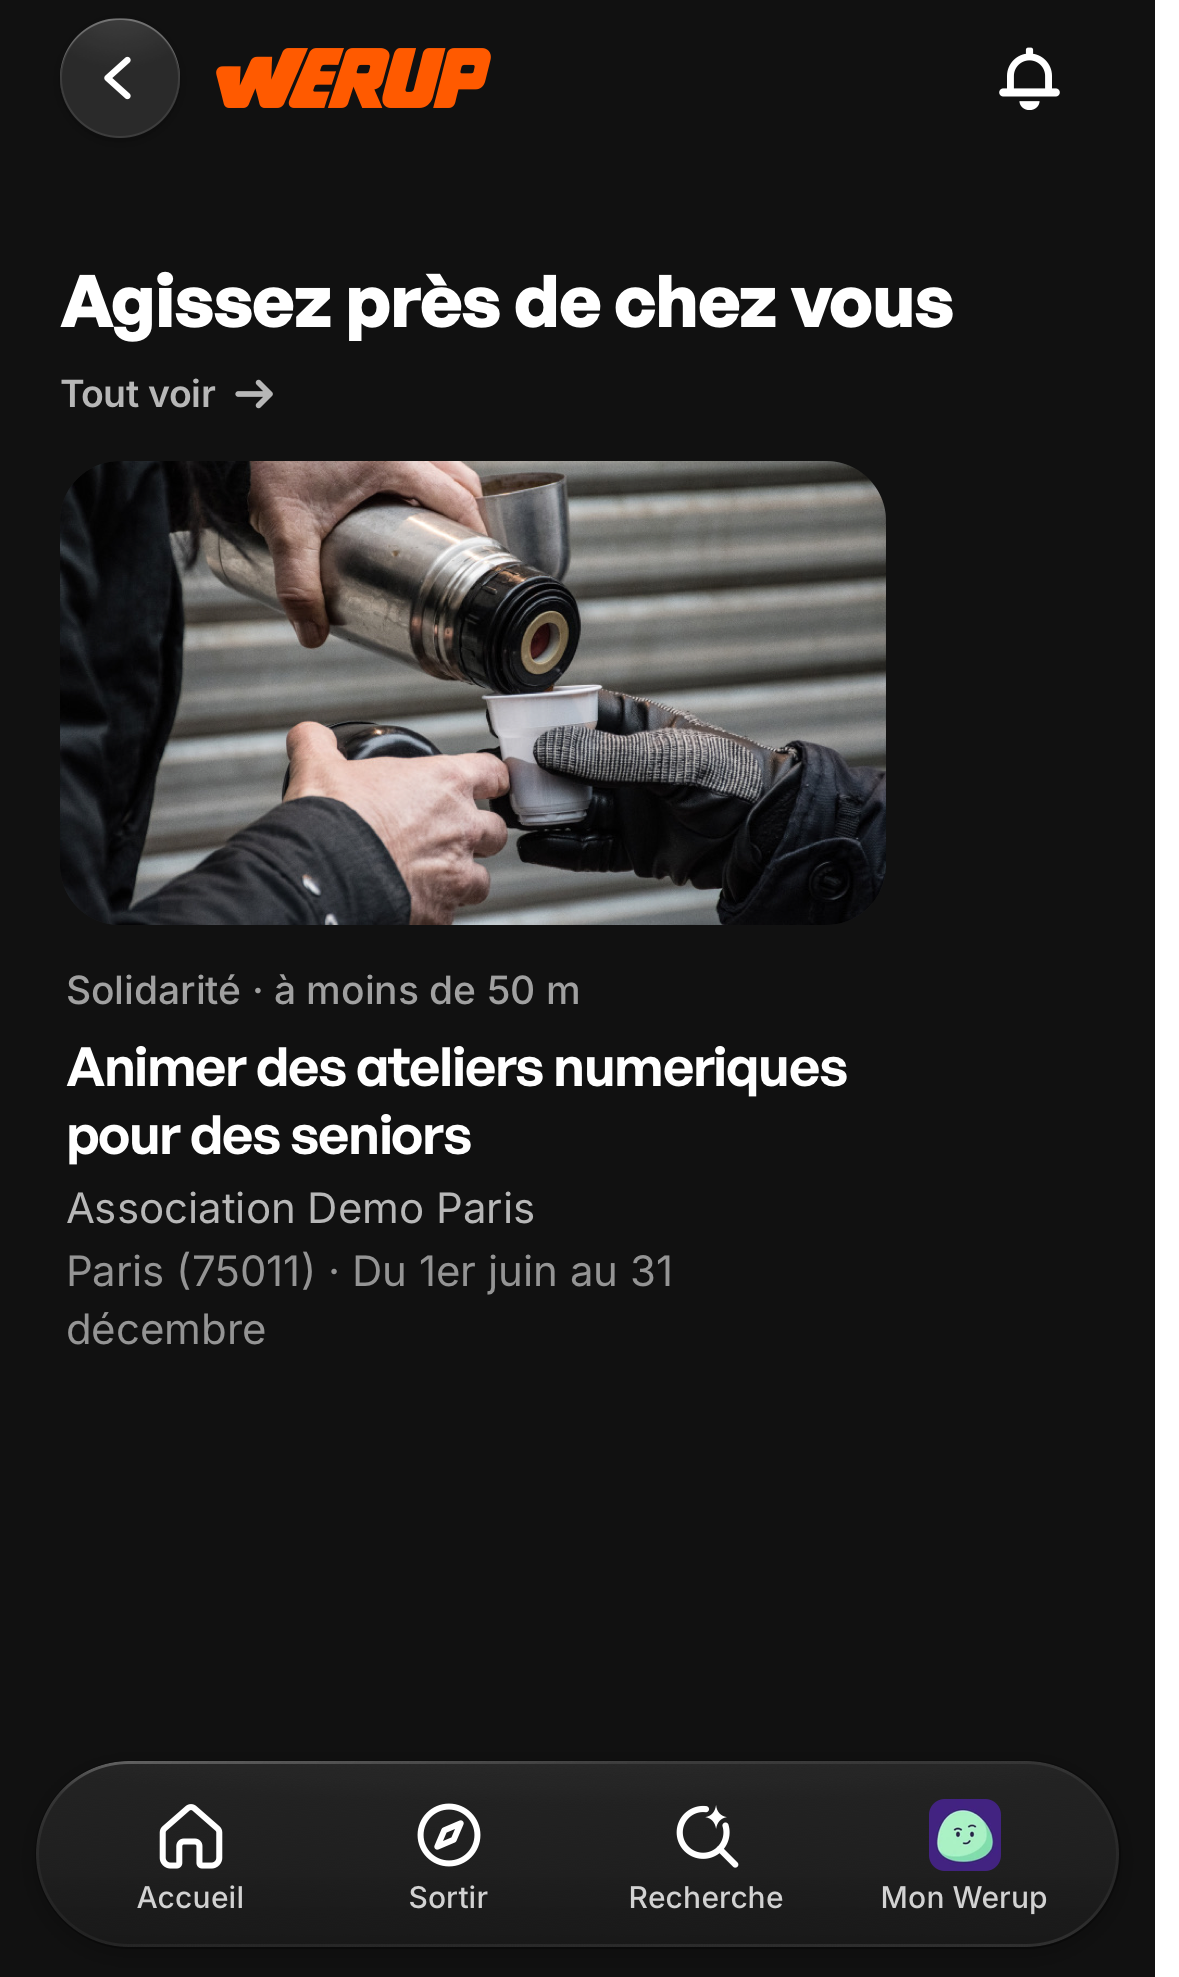 WERUP
Agissez près de chez vous
Tout voir →
Solidarité · à moins de 50 m
Animer des ateliers numeriques
pour des seniors
Association Demo Paris
Paris (75011) · Du 1er juin au 31
décembre
Accueil
Sortir
Recherche
Mon Werup